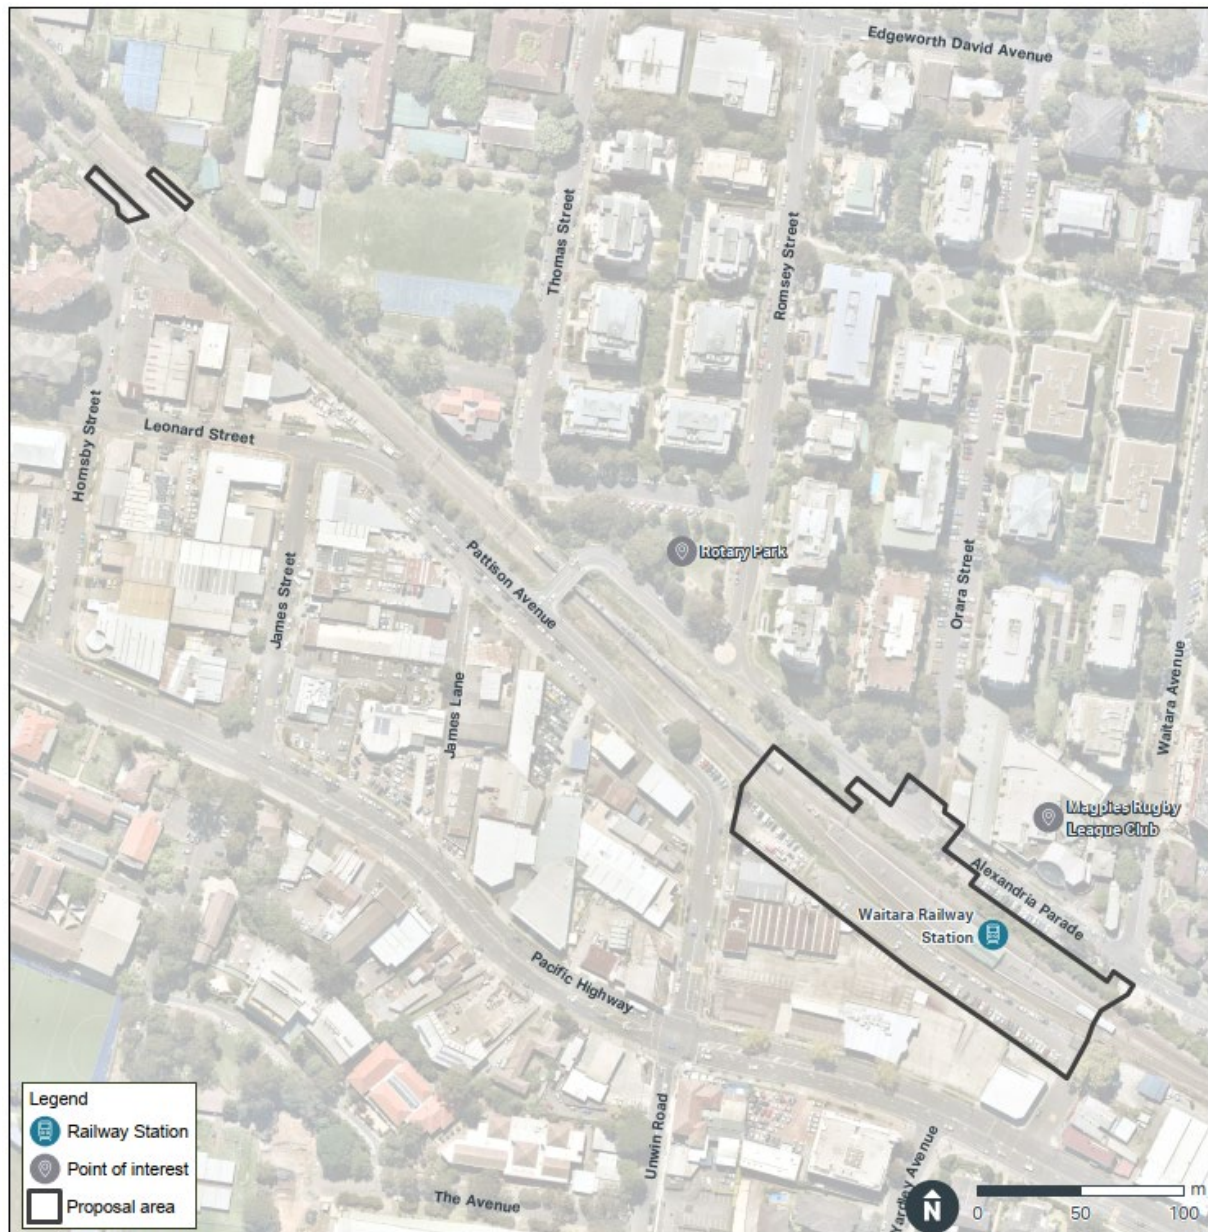 Edgeworth David Avenue
Thomas Street
Romsey Street
Hornsby Street
Leonard Street
James Street
Pattison Avenue
James Lane
Rotary Park
Orara Street
Waitara Avenue
Magpies Rugby
League Club
Alexandria Parade
Waitara Railway
Station
Pacific Highway
Unwin Road
Yardley Avenue
The Avenue
Legend
Railway Station
Point of interest
Proposal area
N
m
0 50 100